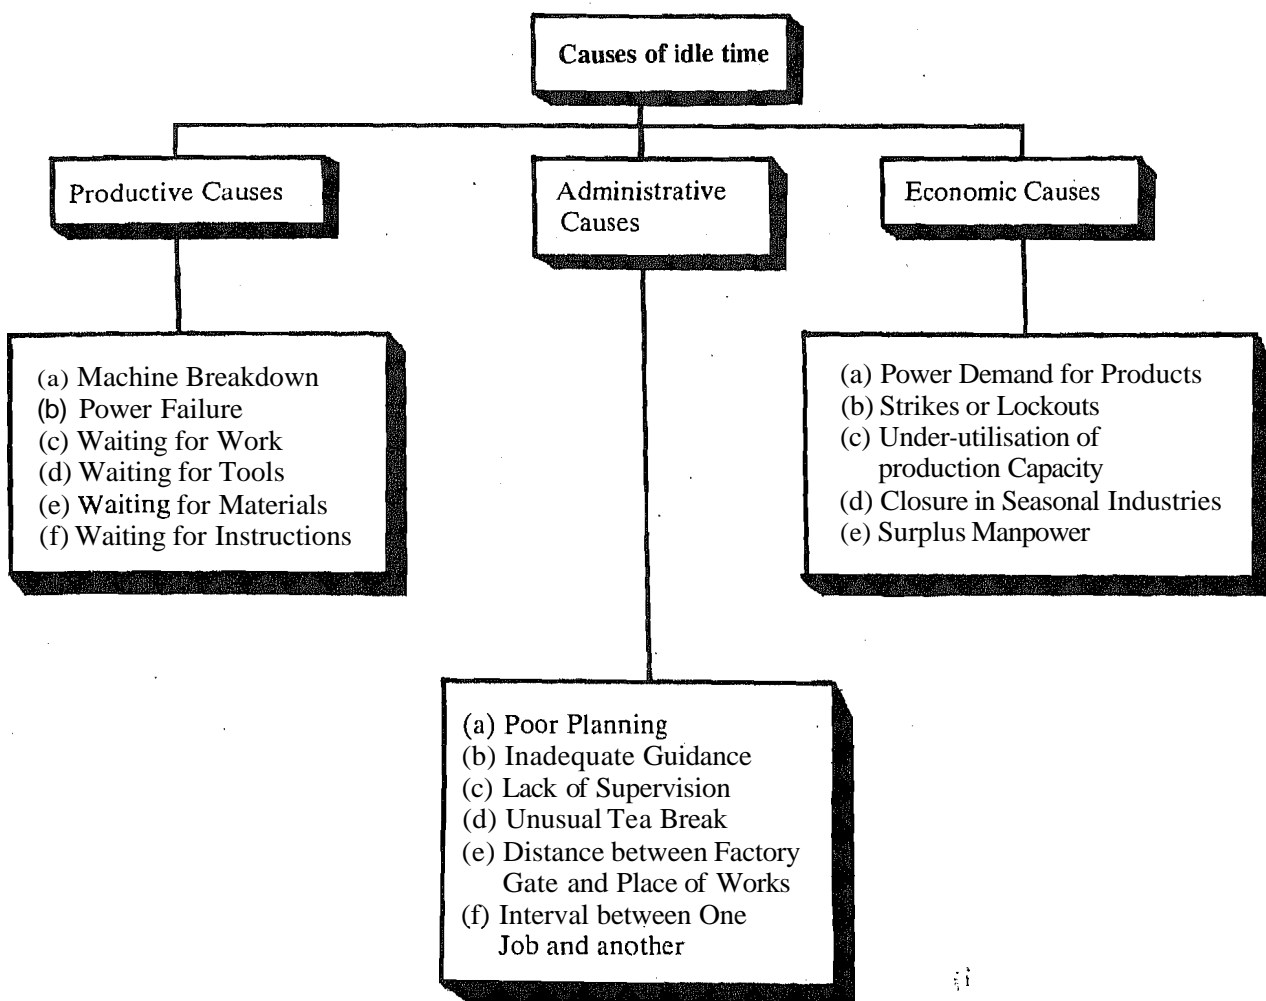 Causes of idle time
Productive Causes
Administrative
Causes
Economic Causes
(a) Machine Breakdown
(b) Power Failure
(c) Waiting for Work
(d) Waiting for Tools
(e) Waiting for Materials
(f) Waiting for Instructions
(a) Power Demand for Products
(b) Strikes or Lockouts
(c) Under-utilisation of
production Capacity
(d) Closure in Seasonal Industries
(e) Surplus Manpower
(a) Poor Planning
(b) Inadequate Guidance
(c) Lack of Supervision
(d) Unusual Tea Break
(e) Distance between Factory
Gate and Place of Works
(f) Interval between One
Job and another